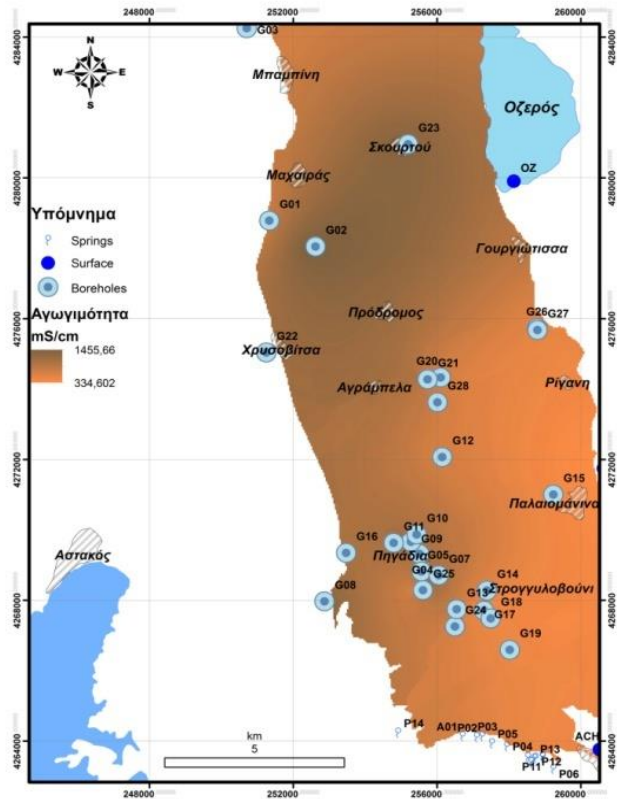 248000 252000 256000 260000
G03
4284000 4284000
N
W E
S
Μπαμπίνη
Οζερός
G23
Σκουρτού
4280000 4280000
Μαχαιράς
OZ
Υπόμνημα
G01
Springs
G02
Γουργιώτισσα
Surface
Boreholes
Αγωγιμότητα
mS/cm
1455,66
334,602
4276000 4276000
Πρόδρομος
G26 G27
G22
Χρυσοβίτσα
G20 G21
Αγράμπελα
Ρίγανη
G28
G12
4272000 4272000
G15
Παλαιομάνινα
G10
G16
G11
G09
Πηγάδια
G05
G07
Αστακός
G04
G25
G14
Στρογγυλοβούνι
G08
G13
4268000 4268000
G18
G24
G17
G19
P14
A01
P02
P03
P05
ACH
4264000 4264000
km
5
P04
P13
P12
P11
P06
248000 252000 256000 260000